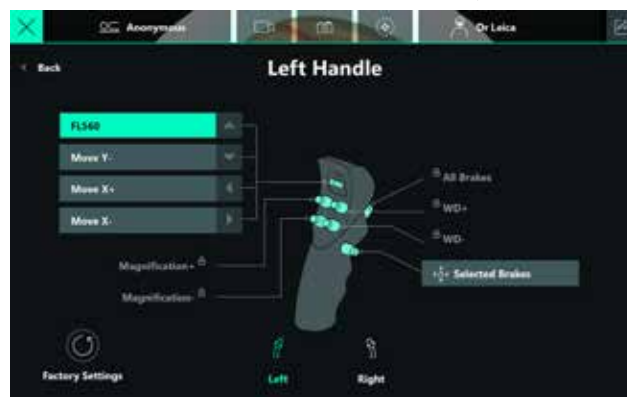 Anonymous
Dr Leica
Back
Left Handle
FL560
Move Y-
Move X+
Move X-
All Brakes
WD+
WD-
Magnification+
Magnification-
Selected Brakes
Factory Settings
Left
Right